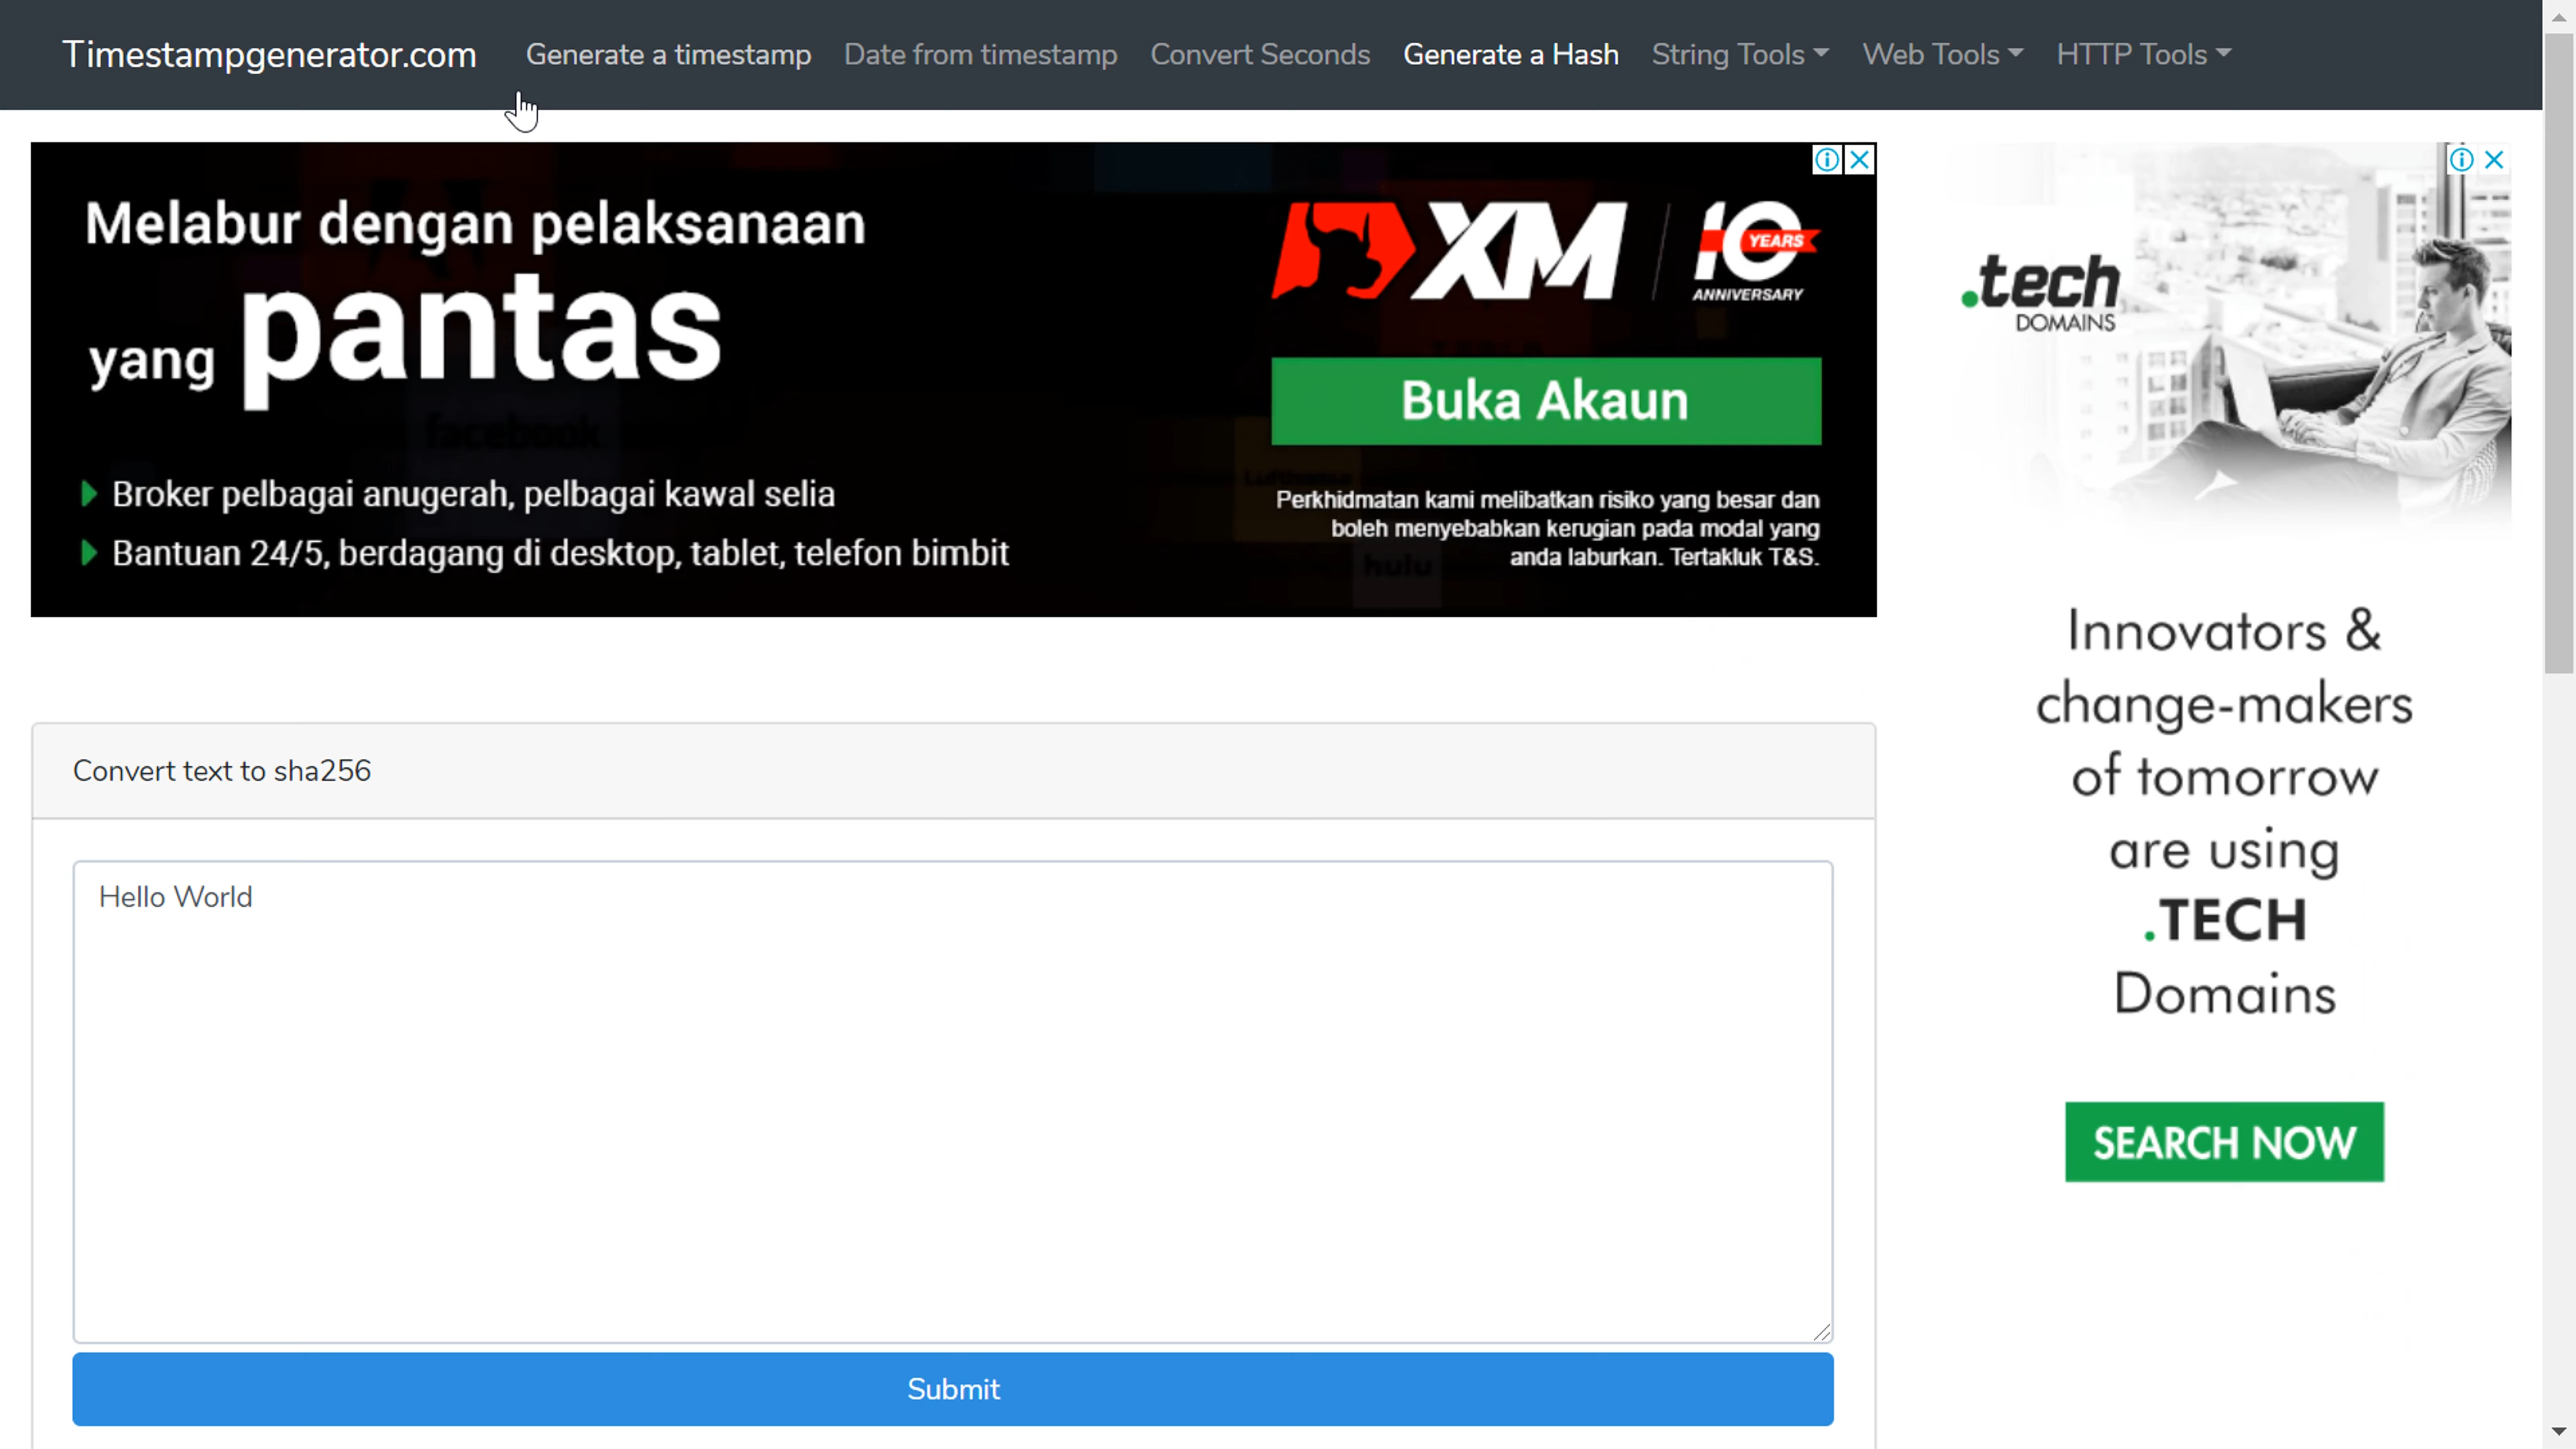 Timestampgenerator.com
Generate a timestamp
Date from timestamp
Convert Seconds
Generate a Hash
String Tools
Web Tools
HTTP Tools
Melabur dengan pelaksanaan
yang pantas
Broker pelbagai anugerah, pelbagai kawal selia
Bantuan 24/5, berdagang di desktop, tablet, telefon bimbit
facebook
XM
10 YEARS
ANNIVERSARY
Buka Akaun
Perkhidmatan kami melibatkan risiko yang besar dan
boleh menyebabkan kerugian pada modal yang
anda laburkan. Tertakluk T&S.
hulu
.tech
DOMAINS
Innovators &
change-makers
of tomorrow
are using
.TECH
Domains
SEARCH NOW
Convert text to sha256
Hello World
Submit